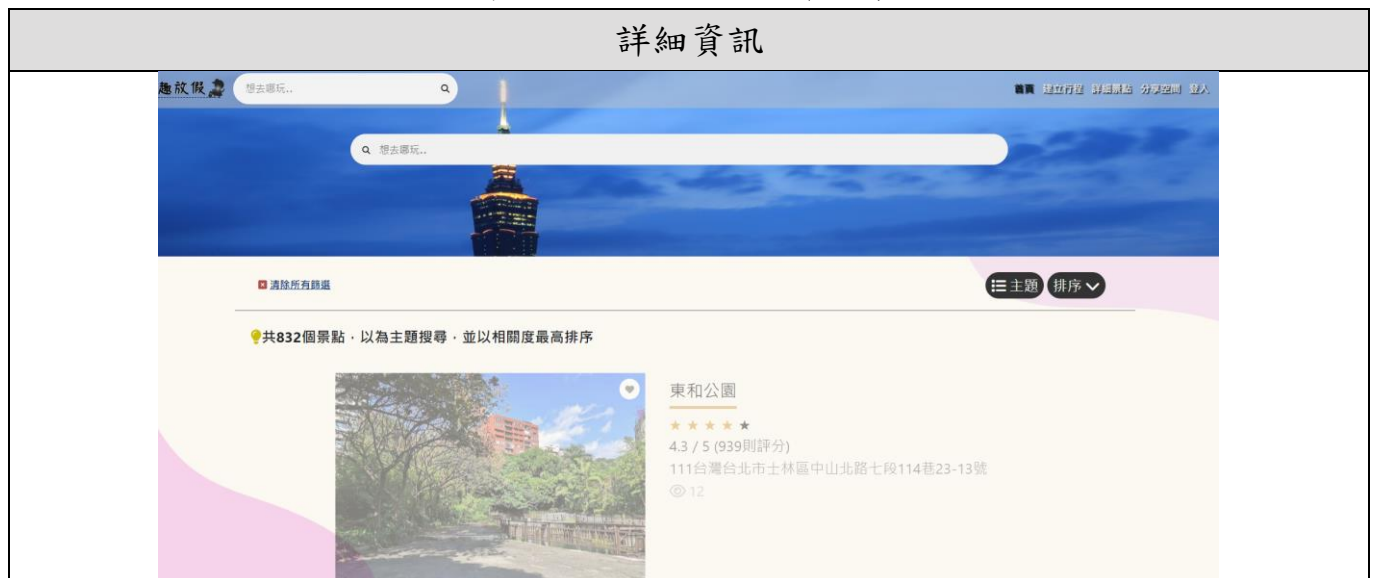 詳細資訊
趣放假 想去哪玩.. 首頁 建立行程 詳細景點 分享空間 登入
想去哪玩..
清除所有篩選 主題 排序
共832個景點，以為主題搜尋，並以相關度最高排序
東和公園
4.3 / 5 (939則評分)
111台灣台北市士林區中山北路七段114巷23-13號
12